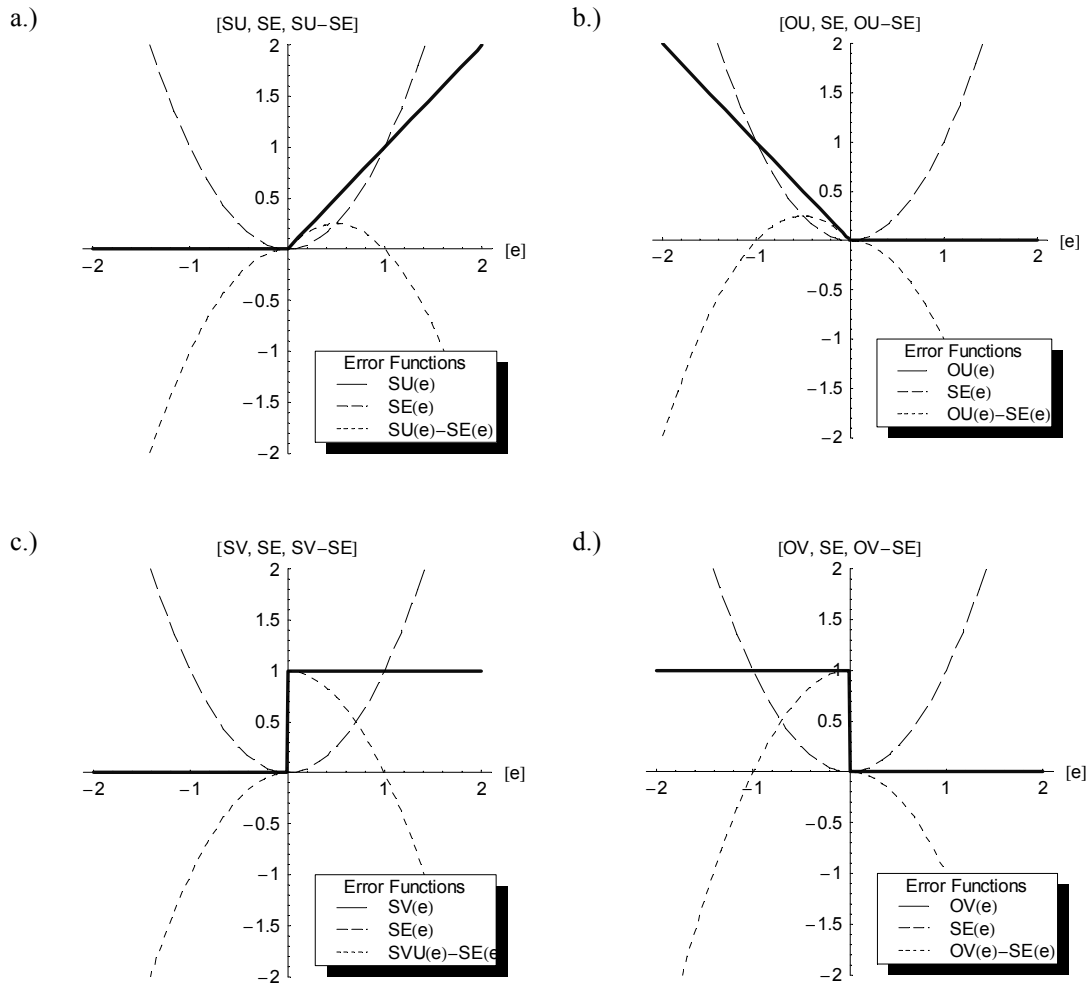 a.)
[SU, SE, SU−SE]
2
1.5
1
0.5
−2
−1
1
2
[e]
−0.5
−1
−1.5
−2
Error Functions
SU(e)
SE(e)
SU(e)−SE(e)
b.)
[OU, SE, OU−SE]
2
1.5
1
0.5
−2
−1
1
2
[e]
−0.5
−1
−1.5
−2
Error Functions
OU(e)
SE(e)
OU(e)−SE(e)
c.)
[SV, SE, SV−SE]
2
1.5
1
0.5
−2
−1
1
2
[e]
−0.5
−1
−1.5
−2
Error Functions
SV(e)
SE(e)
SVU(e)−SE(e
d.)
[OV, SE, OV−SE]
2
1.5
1
0.5
−2
−1
1
2
[e]
−0.5
−1
−1.5
−2
Error Functions
OV(e)
SE(e)
OV(e)−SE(e)